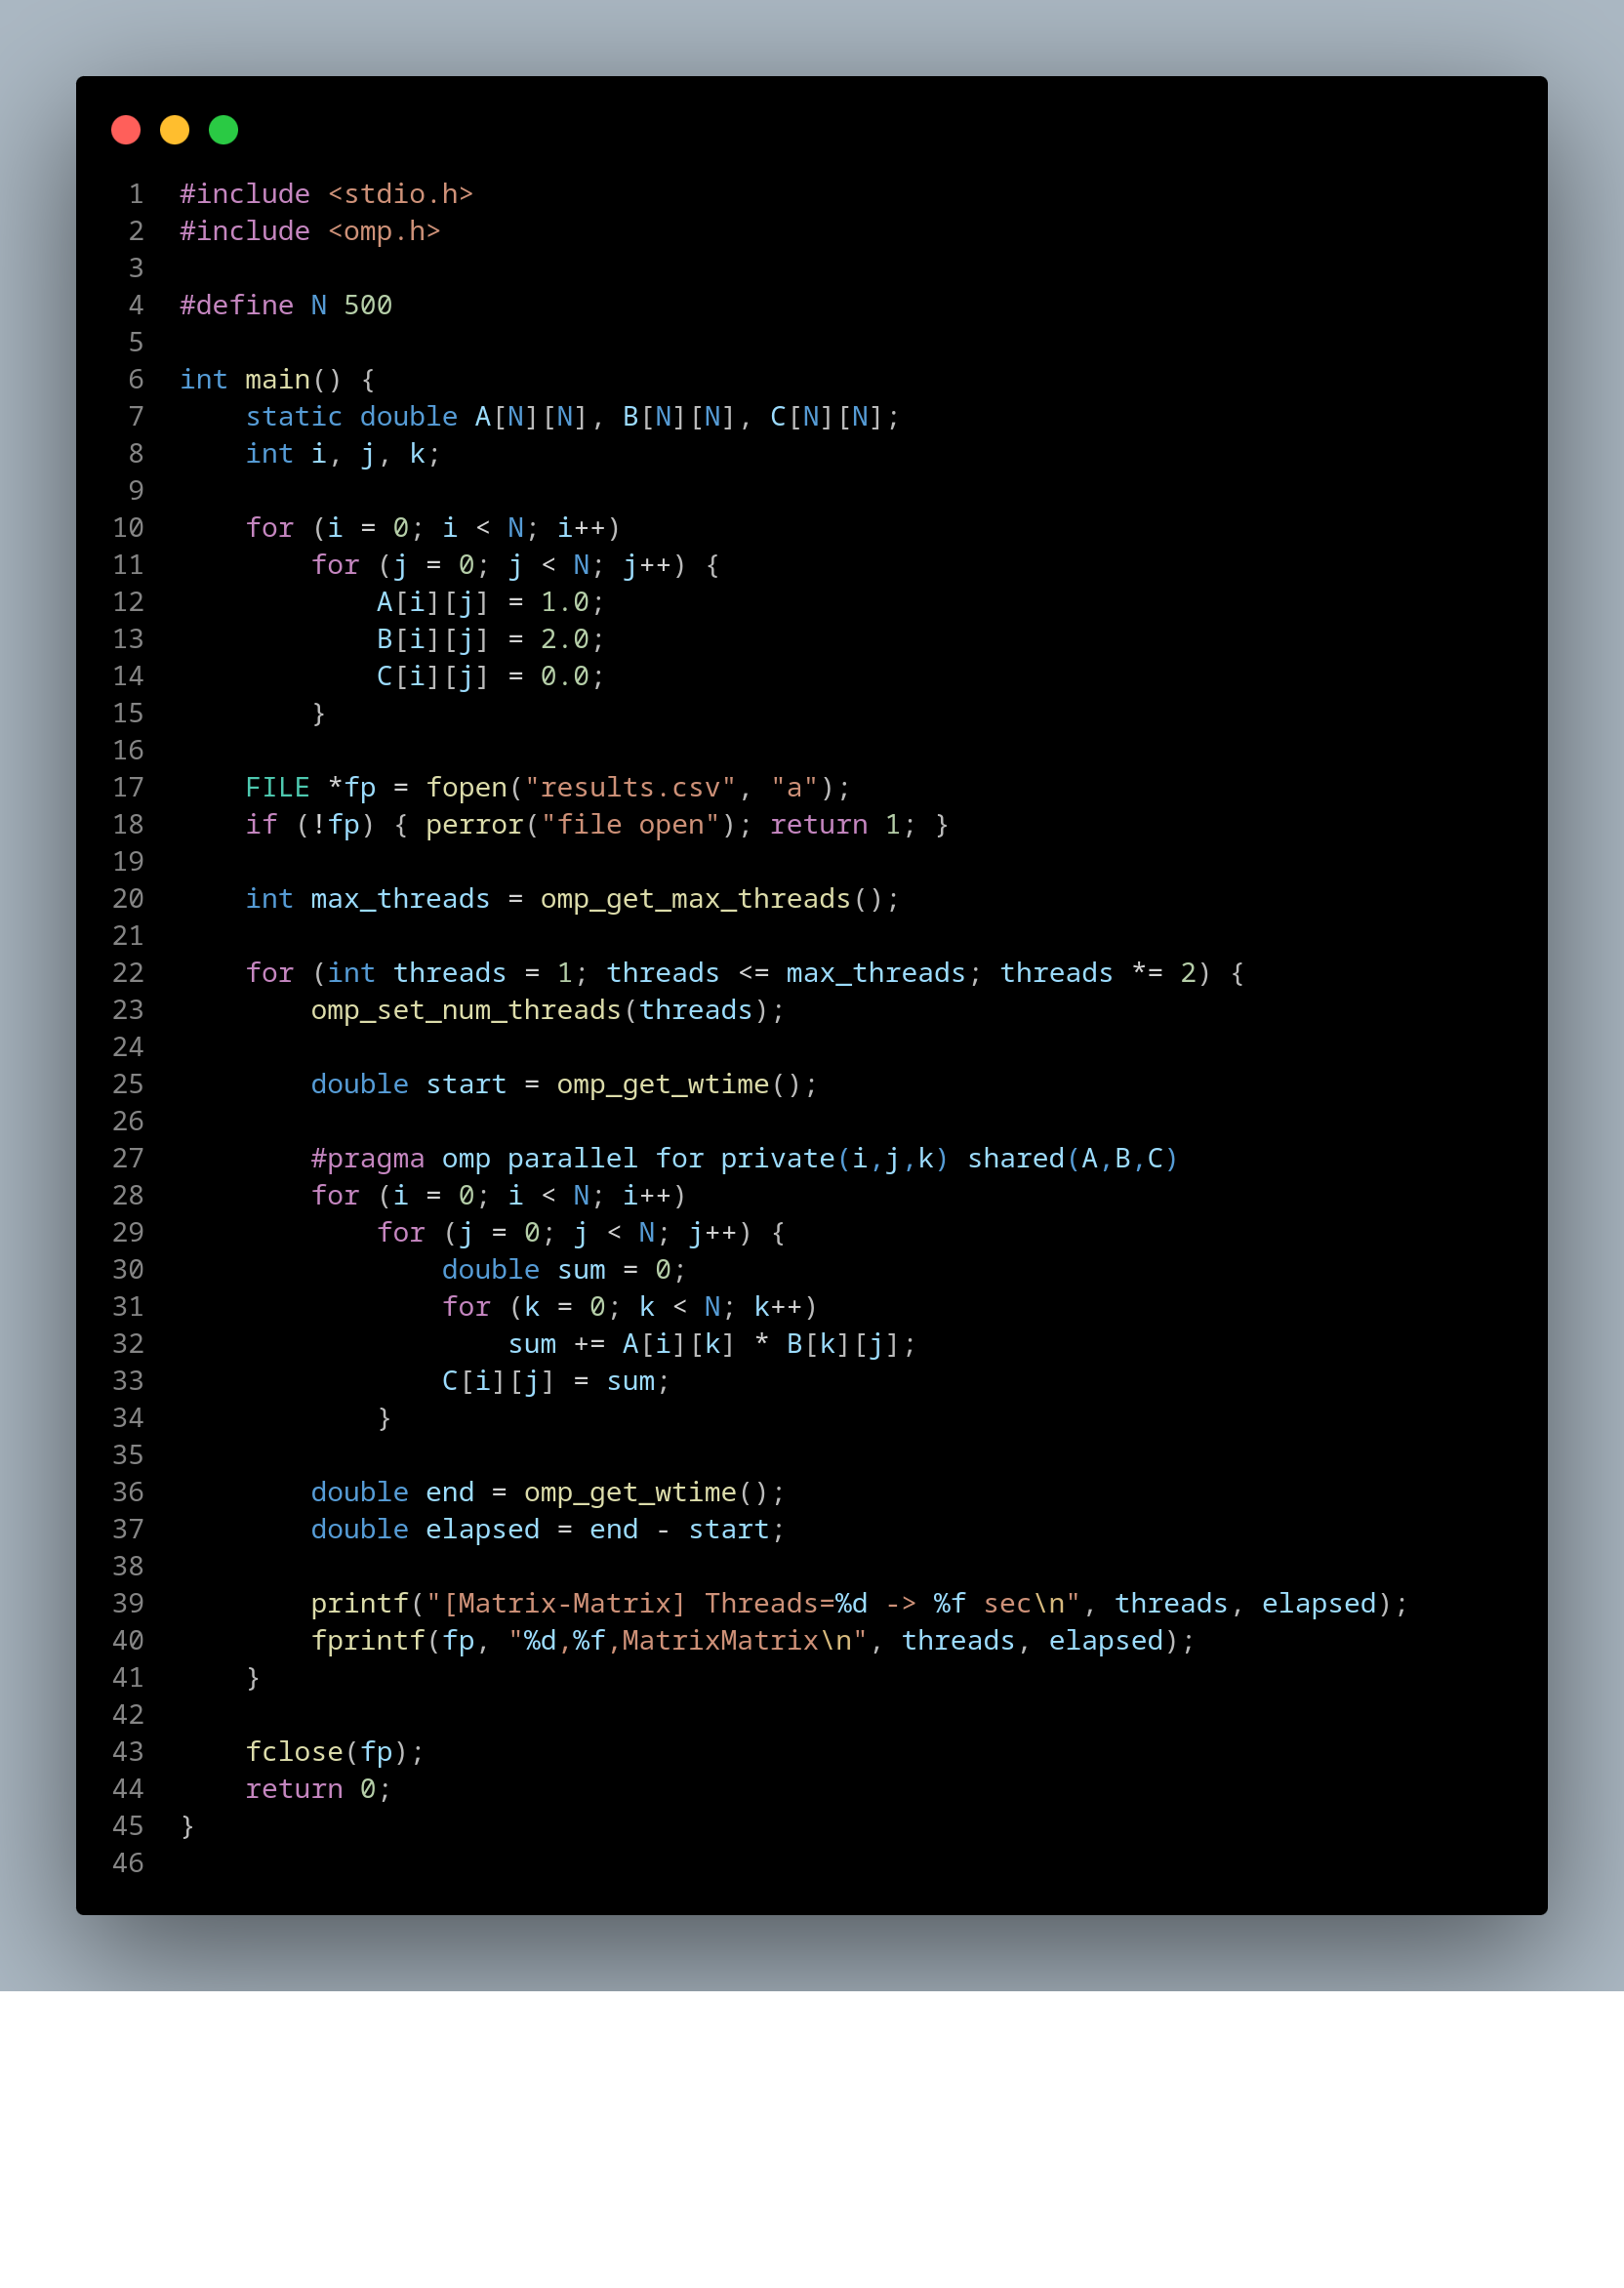 1 #include <stdio.h>
2 #include <omp.h>
3
4 #define N 500
5
6 int main() {
7     static double A[N][N], B[N][N], C[N][N];
8     int i, j, k;
9
10     for (i = 0; i < N; i++)
11         for (j = 0; j < N; j++) {
12             A[i][j] = 1.0;
13             B[i][j] = 2.0;
14             C[i][j] = 0.0;
15         }
16
17     FILE *fp = fopen("results.csv", "a");
18     if (!fp) { perror("file open"); return 1; }
19
20     int max_threads = omp_get_max_threads();
21
22     for (int threads = 1; threads <= max_threads; threads *= 2) {
23         omp_set_num_threads(threads);
24
25         double start = omp_get_wtime();
26
27         #pragma omp parallel for private(i,j,k) shared(A,B,C)
28         for (i = 0; i < N; i++)
29             for (j = 0; j < N; j++) {
30                 double sum = 0;
31                 for (k = 0; k < N; k++)
32                     sum += A[i][k] * B[k][j];
33                 C[i][j] = sum;
34             }
35
36         double end = omp_get_wtime();
37         double elapsed = end - start;
38
39         printf("[Matrix-Matrix] Threads=%d -> %f sec\n", threads, elapsed);
40         fprintf(fp, "%d,%f,MatrixMatrix\n", threads, elapsed);
41     }
42
43     fclose(fp);
44     return 0;
45 }
46